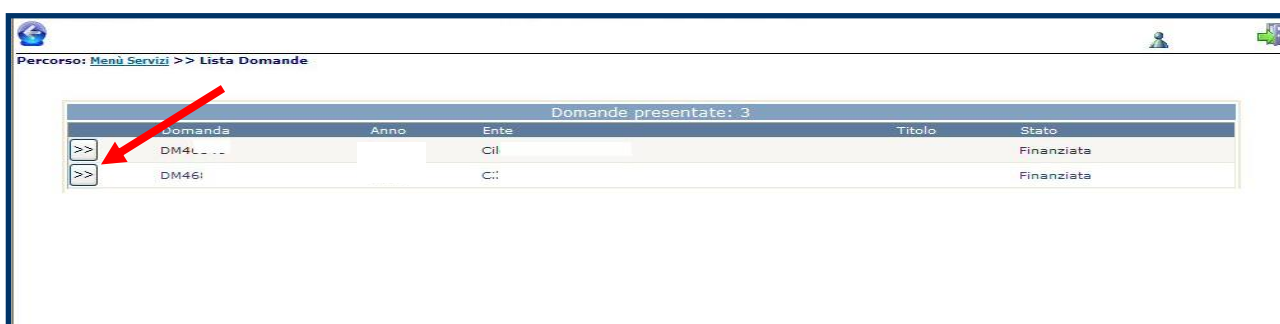 Percorso: Menù Servizi >> Lista Domande
Domande presentate: 3
Domanda Anno Ente Titolo Stato
>> Finanziata
>> Finanziata